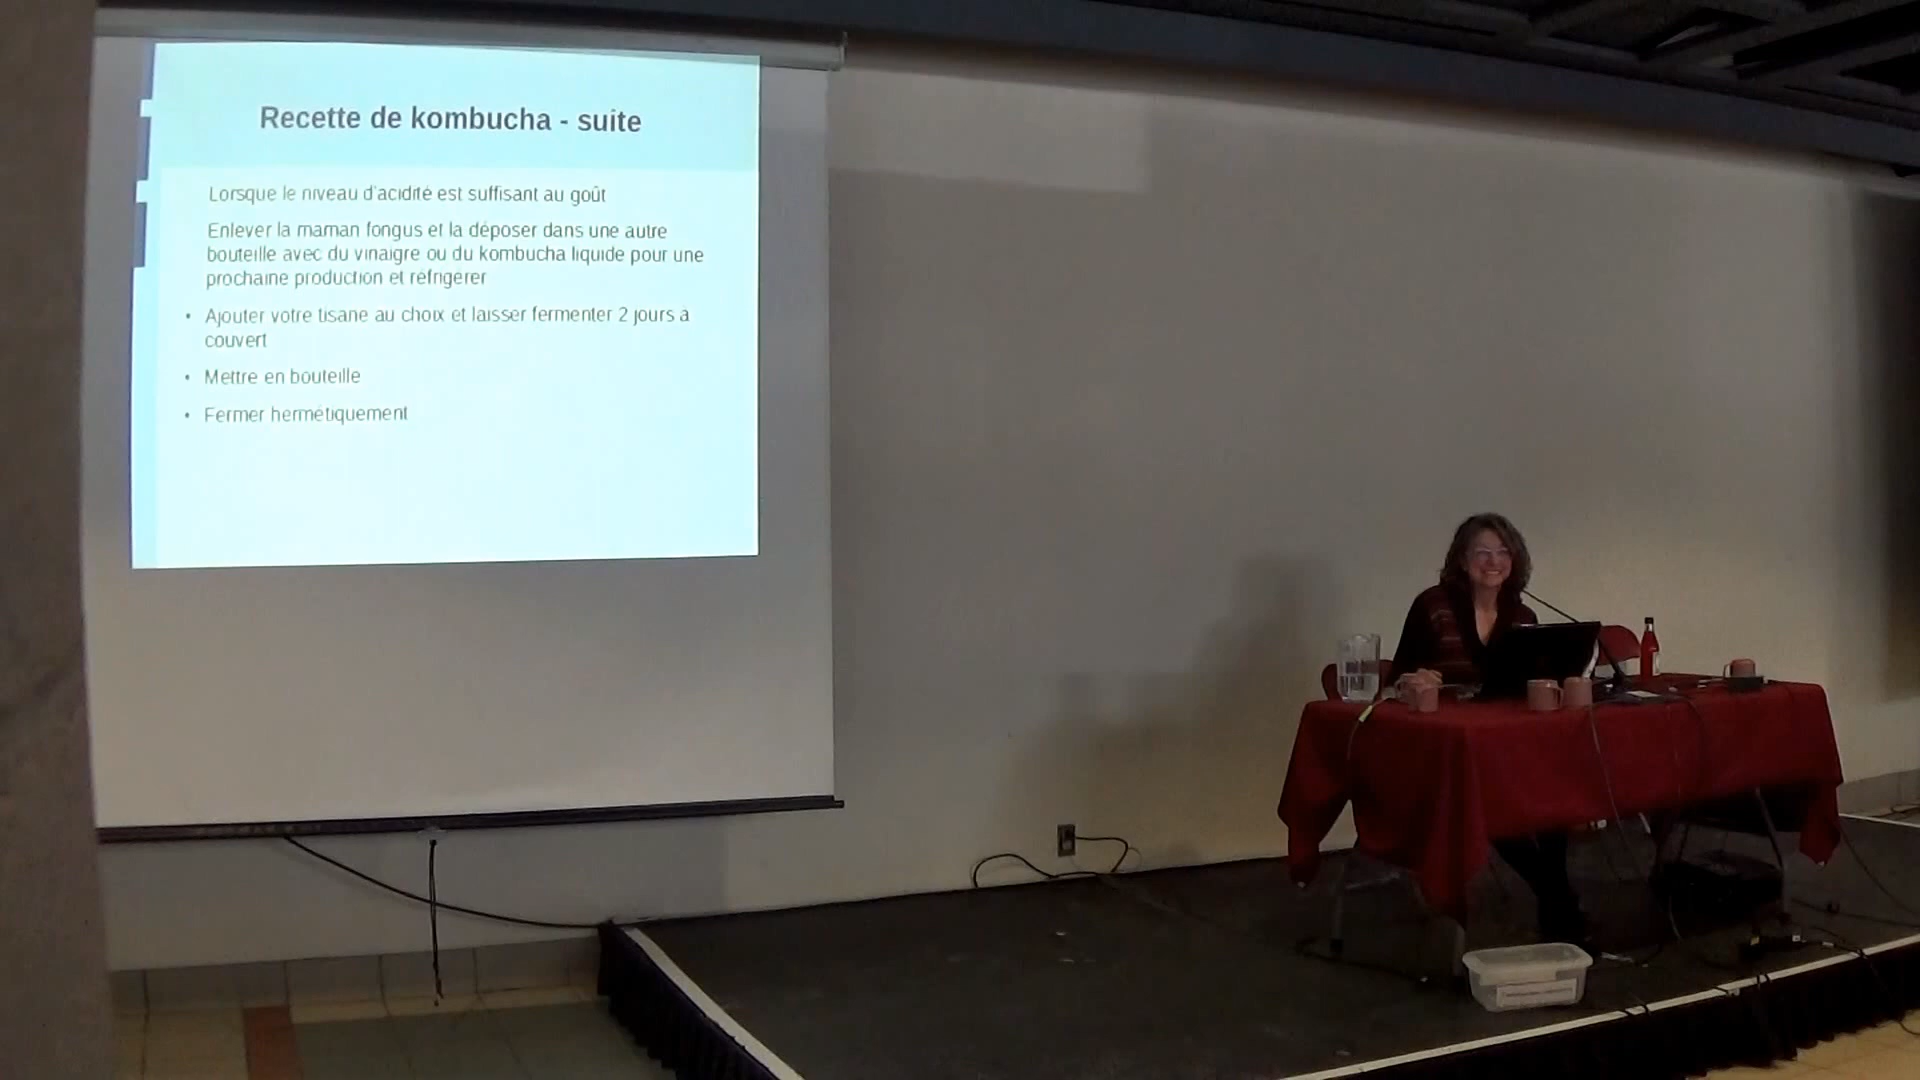 Recette de kombucha - suite
Lorsque le niveau d'acidité est suffisant au goût
Enlever la maman fongus et la déposer dans une autre
bouteille avec du vinaigre ou du kombucha liquide pour une
prochaine production et réfrigérer
• Ajouter votre tisane au choix et laisser fermenter 2 jours à
couvert
• Mettre en bouteille
• Fermer hermétiquement